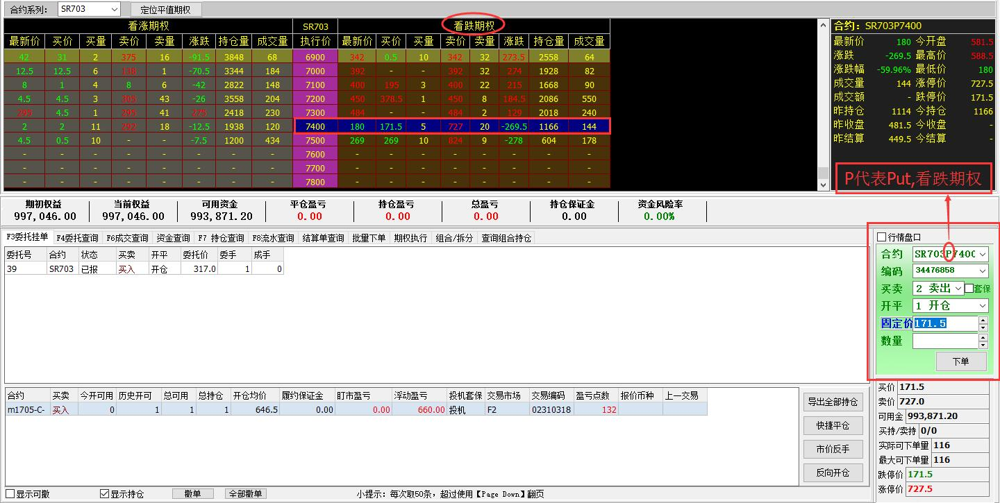 合约系列: SR703 定位平值期权
看涨期权 SR703 看跌期权
最新价 买价 买量 卖价 卖量 涨跌 持仓量 成交量 执行价 最新价 买价 买量 卖价 卖量 涨跌 持仓量 成交量
42 31 2 375 16 -91.5 3848 68 6900 342 0.5 10 342 32 273.5 2558 64
12.5 12.5 6 138 1 -70.5 3344 184 7000 392 - - 392 32 274 1928 82
8 1 4 8 6 -42 2822 148 7100 400 195 3 400 22 215 1668 90
4.5 4.5 3 305 43 -26 3558 204 7200 450 378.5 1 450 8 184.5 2086 550
295 4.5 1 295 41 275 2418 230 7300 484 - - 484 2 129 2018 240
2 2 11 292 18 -12.5 1938 120 7400 180 171.5 5 727 20 -269.5 1166 144
4.5 0.5 10 - - -7.5 1200 434 7500 269 269 10 824 9 -278 604 178
- - - - - - - - 7600 - - - - - - - -
- - - - - - - - 7700 - - - - - - - -
- - - - - - - - 7800 - - - - - - - -
合约: SR703P7400
最新价 180 今开盘 581.5
涨跌 -269.5 最高价 588.5
涨跌幅 -59.96% 最低价 180
成交量 144 涨停价 727.5
成交额 - 跌停价 171.5
昨持仓 1114 今持仓 1166
昨收盘 481.5 今收盘 -
昨结算 449.5 今结算 -
P代表Put,看跌期权
期初权益 当前权益 可用资金 平仓盈亏 持仓盈亏 总盈亏 持仓保证金 资金风险率
997,046.00 997,046.00 993,871.20 0.00 0.00 0.00 0.00 0.00%
F3委托挂单 F4委托查询 F6成交查询 资金查询 F7 持仓查询 F8流水查询 结算单查询 批量下单 期权执行 组合/拆分 查询组合持仓
委托号 合约 状态 买卖 开平 委托价 委手 成手
39 SR703 已报 买入 开仓 317.0 1 0
行情盘口
合约 SR703P7400
编码 34476858
买卖 2 卖出 套保
开平 1 开仓
固定价 171.5
数量
下单
合约 买卖 今开可用 历史开可 总可用 总持仓 开仓均价 履约保证金 盯市盈亏 浮动盈亏 投机套保 交易市场 交易编码 盈亏点数 报价币种 上一交易
m1705-C- 买入 0 1 1 1 646.5 0.00 0.00 660.00 投机 F2 02310318 132
导出全部持仓
快捷平仓
市价反手
反向开仓
买价 171.5
卖价 727.0
可用金 993,871.20
买持/卖持 0/0
实际可下单量 116
最大可下单量 116
跌停价 171.5
涨停价 727.5
显示可撤 显示持仓 撤单 全部撤单 小提示: 每次取50条，超过使用【Page Down】翻页